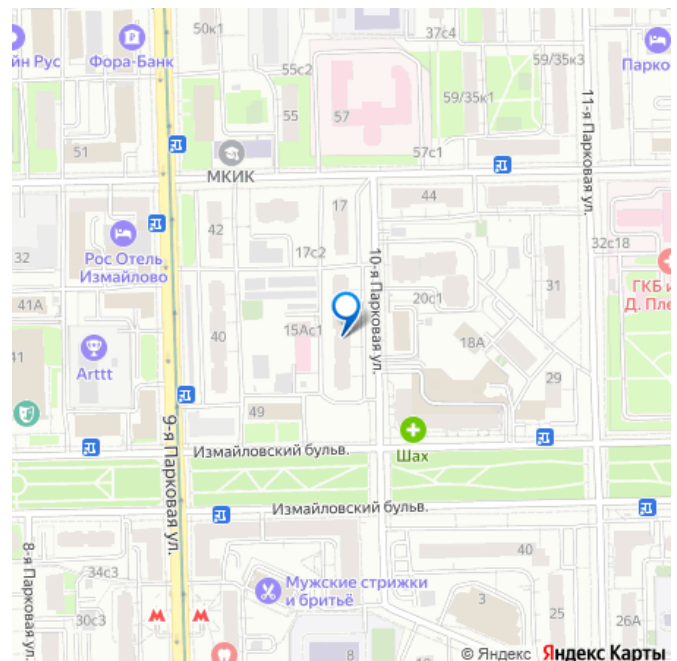 50к1
37с4
йн Рус
Фора-Банк
55с2
59/35к3
Парко
59/35к1
55
57
11-я Парковая ул.
51
57с1
МКИК
17
44
42
Рос Отель
Измайлово
17с2
10-я Парковая ул.
32с18
32
ГКБ и
Д. Пле
31
20с1
41А
15Ас1
40
18А
41
Arttt
29
49
9-я Парковая ул.
Шах
Измайловский бульв.
Измайловский бульв.
8-я Парковая ул.
40
34с3
Мужские стрижки
и бритьё
3
25
30с3
26А
8
© Яндекс Яндекс Карты